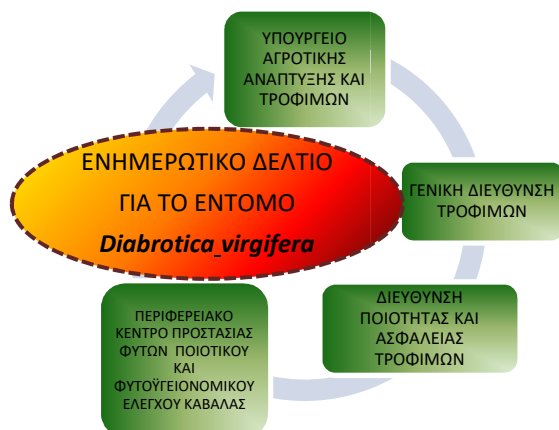 ΥΠΟΥΡΓΕΙΟ
ΑΓΡΟΤΙΚΗΣ
ΑΝΑΠΤΥΞΗΣ ΚΑΙ
ΤΡΟΦΙΜΩΝ
ΕΝΗΜΕΡΩΤΙΚΟ ΔΕΛΤΙΟ
ΓΙΑ ΤΟ ΕΝΤΟΜΟ
Diabrotica_virgifera
ΓΕΝΙΚΗ ΔΙΕΥΘΥΝΣΗ
ΤΡΟΦΙΜΩΝ
ΔΙΕΥΘΥΝΣΗ
ΠΟΙΟΤΗΤΑΣ ΚΑΙ
ΑΣΦΑΛΕΙΑΣ
ΤΡΟΦΙΜΩΝ
ΠΕΡΙΦΕΡΕΙΑΚΟ
ΚΕΝΤΡΟ ΠΡΟΣΤΑΣΙΑΣ
ΦΥΤΩΝ ΠΟΙΟΤΙΚΟΥ
ΚΑΙ
ΦΥΤΟΫΓΕΙΟΝΟΜΙΚΟΥ
ΕΛΕΓΧΟΥ ΚΑΒΑΛΑΣ